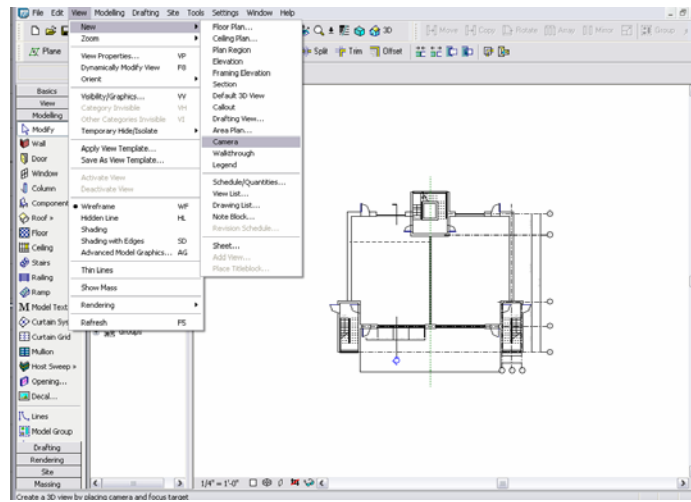 File Edit View Modelling Drafting Site Tools Settings Window Help
New
Zoom
View Properties... VP
Dynamically Modify View F8
Orient
Visibility/Graphics... VV
Category Invisible VH
Other Categories Invisible VI
Temporary Hide/Isolate
Apply View Template...
Save As View Template...
Activate View
Deactivate View
Wireframe WF
Hidden Line HL
Shading
Shading with Edges SD
Advanced Model Graphics... AG
Thin Lines
Show Mass
Rendering
Refresh F5
Floor Plan...
Ceiling Plan...
Plan Region
Elevation
Framing Elevation
Section
Default 3D View
Callout
Drafting View...
Area Plan...
Camera
Walkthrough
Legend
Schedule/Quantities...
View List...
Drawing List...
Note Block...
Revision Schedule...
Sheet...
Add View...
Place Titleblock...
3D
Move Copy Rotate Array Mirror Group
Plane
Split Trim Offset
Basics
View
Modelling
Modify
Wall
Door
Window
Column
Component
Roof »
Floor
Ceiling
Stairs
Railing
Ramp
Model Text
Curtain Sys
Curtain Grid
Mullion
Host Sweep »
Opening...
Decal...
Lines
Model Group
Drafting
Rendering
Site
Massing
Groups
1/4" = 1'-0"
Create a 3D view by placing camera and focus target